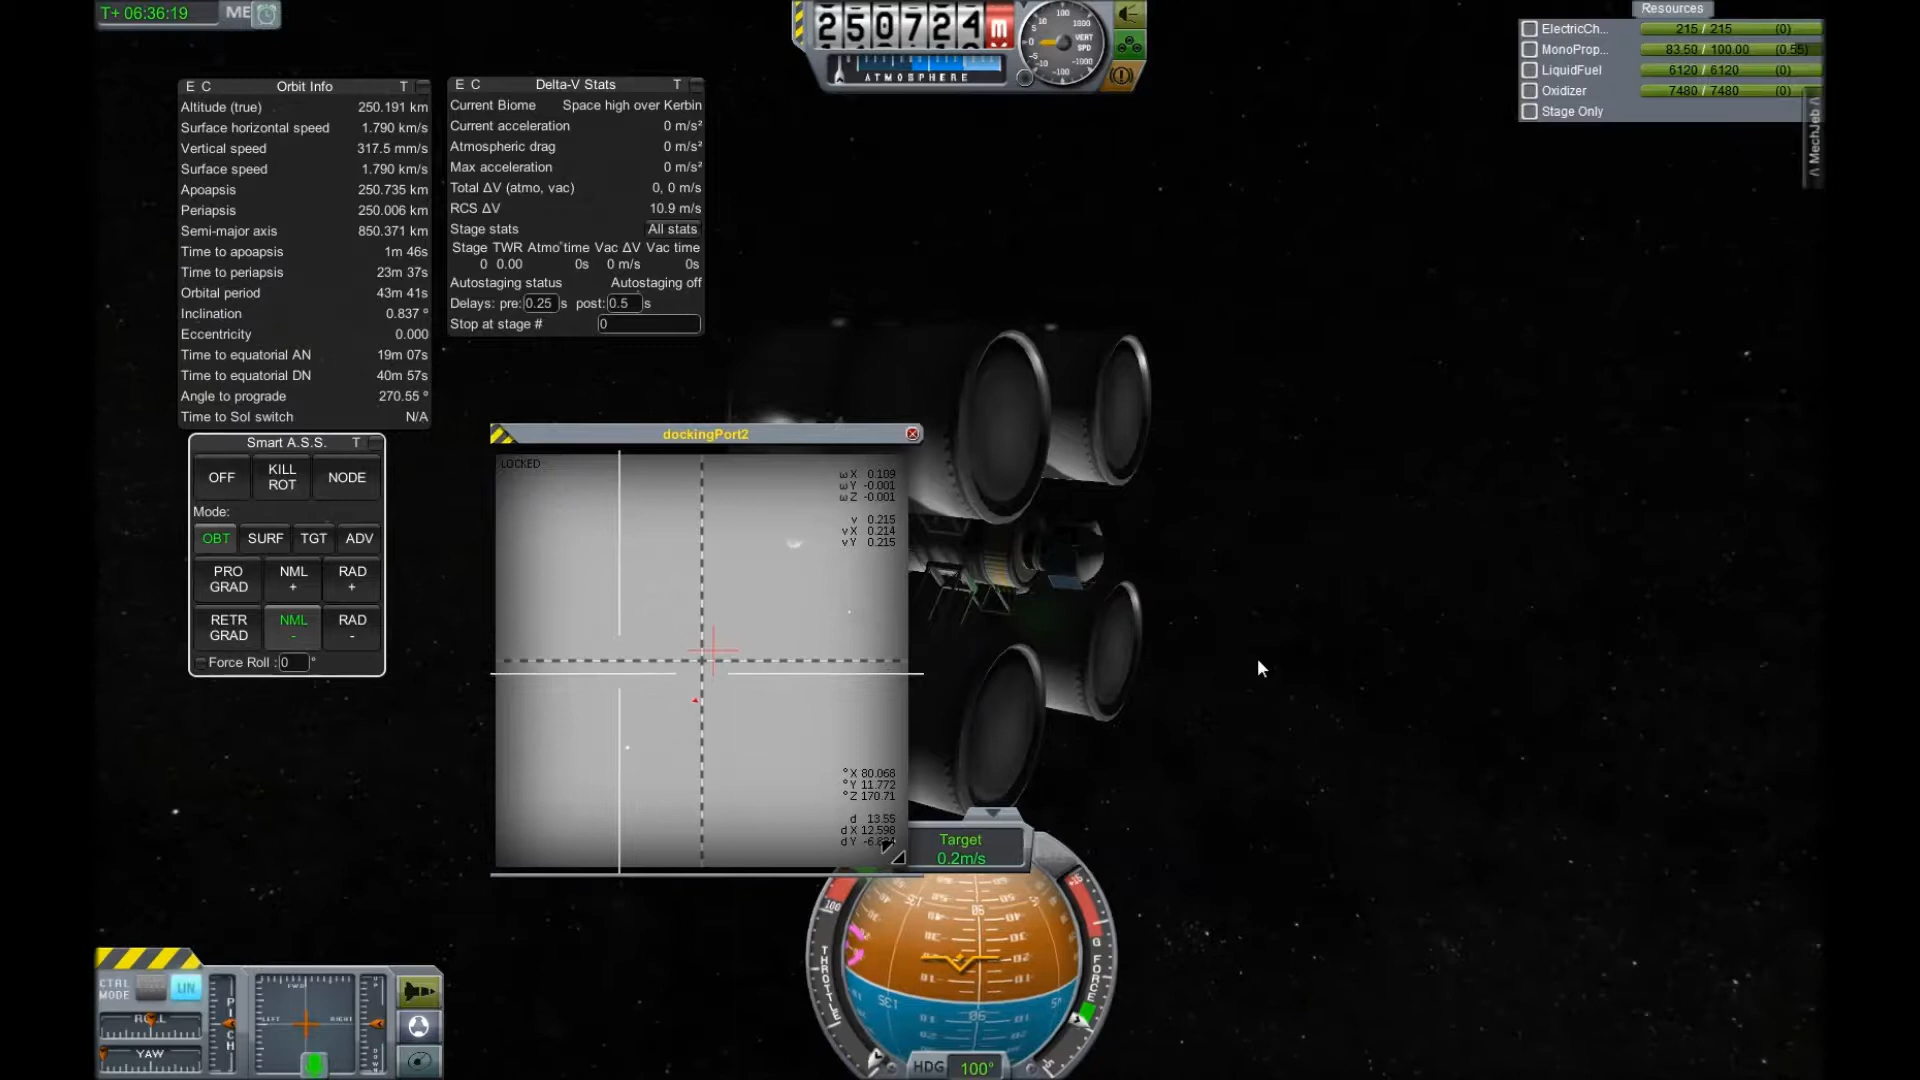 T+ 06:36:19 ME
250724 m
VERT SPD
ATMOSPHERE
Resources
ElectricCh... 215 / 215 (0)
MonoProp... 83.50 / 100.00 (0.55)
LiquidFuel 6120 / 6120 (0)
Oxidizer 7480 / 7480 (0)
Stage Only
/\ MechJeb /\
E C Orbit Info T
Altitude (true) 250.191 km
Surface horizontal speed 1.790 km/s
Vertical speed 317.5 mm/s
Surface speed 1.790 km/s
Apoapsis 250.735 km
Periapsis 250.006 km
Semi-major axis 850.371 km
Time to apoapsis 1m 46s
Time to periapsis 23m 37s
Orbital period 43m 41s
Inclination 0.837 º
Eccentricity 0.000
Time to equatorial AN 19m 07s
Time to equatorial DN 40m 57s
Angle to prograde 270.55 º
Time to SoI switch N/A
E C Delta-V Stats T
Current Biome Space high over Kerbin
Current acceleration 0 m/s²
Atmospheric drag 0 m/s²
Max acceleration 0 m/s²
Total ΔV (atmo, vac) 0, 0 m/s
RCS ΔV 10.9 m/s
Stage stats All stats
Stage TWR Atmo time Vac ΔV Vac time
0 0.00 0s 0 m/s 0s
Autostaging status Autostaging off
Delays: pre: 0.25 s post: 0.5 s
Stop at stage # 0
Smart A.S.S. T
OFF KILL ROT NODE
Mode:
OBT SURF TGT ADV
PRO GRAD NML + RAD +
RETR GRAD NML - RAD -
Force Roll : 0 °
dockingPort2
LOCKED
ωX 0.109
ωY -0.001
ωZ -0.001
v 0.215
vX 0.214
vY 0.215
°X 80.068
°Y 11.772
°Z 170.71
d 13.55
dX 12.598
dY
Target
0.2m/s
THROTTLE
G FORCE
HDG 100°
CTRL MODE LIN
ROLL
YAW
PITCH
LEFT RIGHT